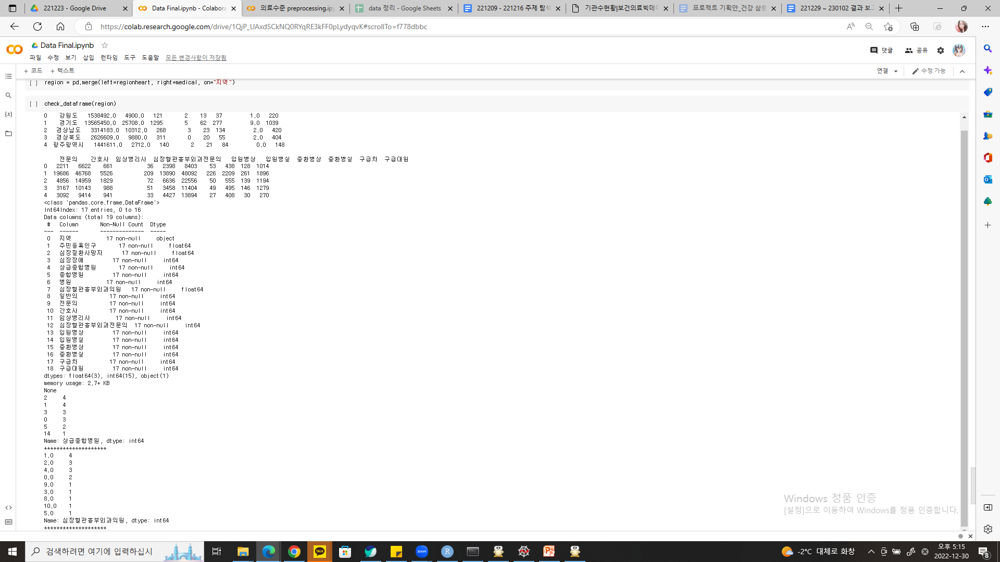 221223 - Google Drive
Data Final.ipynb - Colabora
의료수준 preprocessing.ip
data 정리 - Google Sheets
221209 - 221216 주제 탐색
기관수현황|보건의료빅데이
프로젝트 기획안_건강 삼총
221229 ~ 230102 결과 보고
https://colab.research.google.com/drive/1QjP_UAxdSCkNQ0RYqRE3kFF0pLydyqvK#scrollTo=f778dbbc
Data Final.ipynb
파일 수정 보기 삽입 런타임 도구 도움말 모든 변경사항이 저장됨
댓글 공유
+ 코드 + 텍스트
연결 수정 가능
[ ] region = pd.merge(left=regionheart, right=medical, on="지역")
[ ] check_dataframe(region)
0 강원도 1538492.0 4900.0 121 2 13 37 1.0 220
1 경기도 13565450.0 25708.0 1295 5 62 277 9.0 1039
2 경상남도 3314183.0 10312.0 268 3 23 134 2.0 420
3 경상북도 2626609.0 9880.0 311 0 20 55 2.0 404
4 광주광역시 1441611.0 2712.0 140 2 21 84 0.0 148
전문의 간호사 임상병리사 심장혈관흉부외과전문의 입원병상 입원병실 중환병상 중환병실 구급차 구급대원
0 2211 6622 661 36 2398 8403 53 438 128 1014
1 19686 46768 5526 209 13890 48092 226 2209 261 1896
2 4856 14959 1829 72 6636 22556 50 555 139 1194
3 3167 10143 988 51 3458 11404 49 495 146 1279
4 3092 9414 941 33 4427 13894 27 408 30 270
<class 'pandas.core.frame.DataFrame'>
Int64Index: 17 entries, 0 to 16
Data columns (total 19 columns):
# Column Non-Null Count Dtype
--- ------ -------------- -----
0 지역 17 non-null object
1 주민등록인구 17 non-null float64
2 심장질환사망자 17 non-null float64
3 심장장애 17 non-null int64
4 상급종합병원 17 non-null int64
5 종합병원 17 non-null int64
6 병원 17 non-null int64
7 심장혈관흉부외과의원 17 non-null float64
8 일반의 17 non-null int64
9 전문의 17 non-null int64
10 간호사 17 non-null int64
11 임상병리사 17 non-null int64
12 심장혈관흉부외과전문의 17 non-null int64
13 입원병상 17 non-null int64
14 입원병실 17 non-null int64
15 중환병상 17 non-null int64
16 중환병실 17 non-null int64
17 구급차 17 non-null int64
18 구급대원 17 non-null int64
dtypes: float64(3), int64(15), object(1)
memory usage: 2.7+ KB
None
2 4
1 4
3 3
0 3
5 2
14 1
Name: 상급종합병원, dtype: int64
********************
1.0 4
2.0 3
4.0 3
0.0 2
9.0 1
3.0 1
8.0 1
10.0 1
5.0 1
Name: 심장혈관흉부외과의원, dtype: int64
********************
Windows 정품 인증
[설정]으로 이동하여 Windows를 정품 인증합니다.
검색하려면 여기에 입력하십시
TALK
zoom
R
-2°C 대체로 화창
오후 5:15
2022-12-30
8